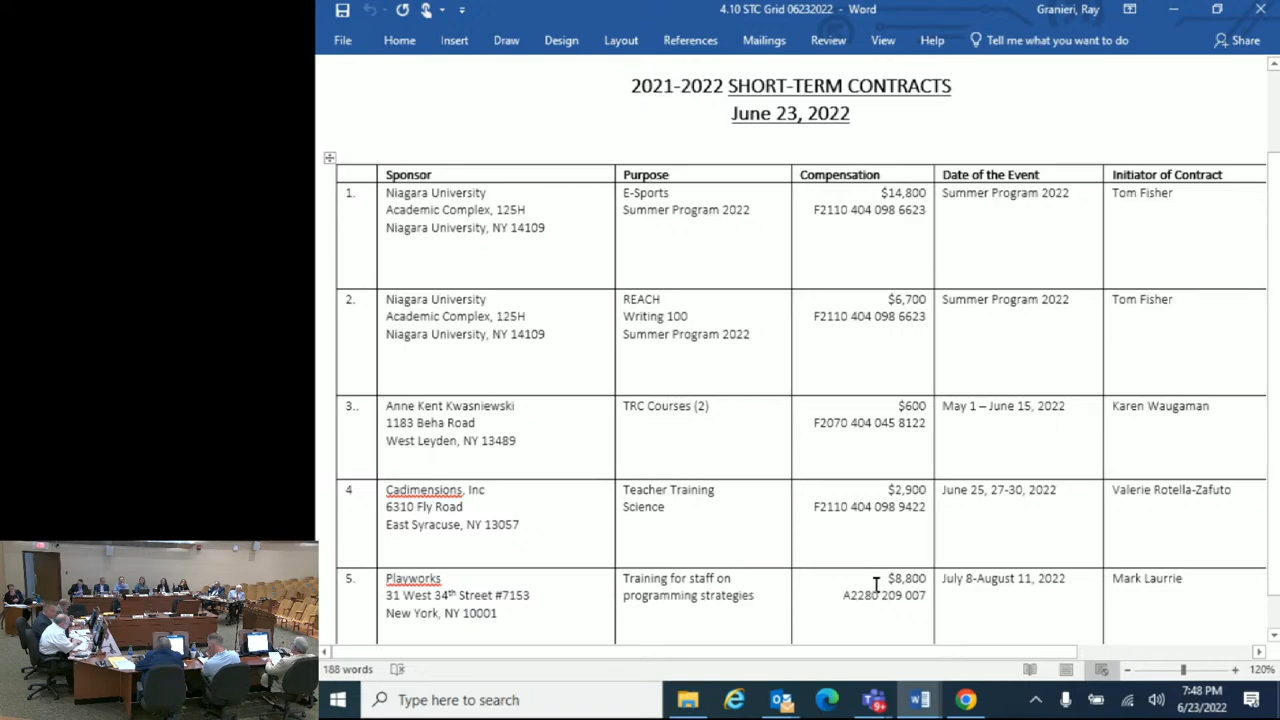 4.10 STC Grid 06232022 - Word
Granieri, Ray
File Home Insert Draw Design Layout References Mailings Review View Help Tell me what you want to do Share
2021-2022 SHORT-TERM CONTRACTS
June 23, 2022
Sponsor Purpose Compensation Date of the Event Initiator of Contract
1. Niagara University E-Sports $14,800 Summer Program 2022 Tom Fisher
Academic Complex, 125H Summer Program 2022 F2110 404 098 6623
Niagara University, NY 14109
2. Niagara University REACH $6,700 Summer Program 2022 Tom Fisher
Academic Complex, 125H Writing 100 F2110 404 098 6623
Niagara University, NY 14109 Summer Program 2022
3.. Anne Kent Kwasniewski TRC Courses (2) $600 May 1 – June 15, 2022 Karen Waugaman
1183 Beha Road F2070 404 045 8122
West Leyden, NY 13489
4 Cadimensions, Inc Teacher Training $2,900 June 25, 27-30, 2022 Valerie Rotella-Zafuto
6310 Fly Road Science F2110 404 098 9422
East Syracuse, NY 13057
5. Playworks Training for staff on $8,800 July 8-August 11, 2022 Mark Laurrie
31 West 34th Street #7153 programming strategies A2280 209 007
New York, NY 10001
188 words 120%
Type here to search
9+
7:48 PM
6/23/2022